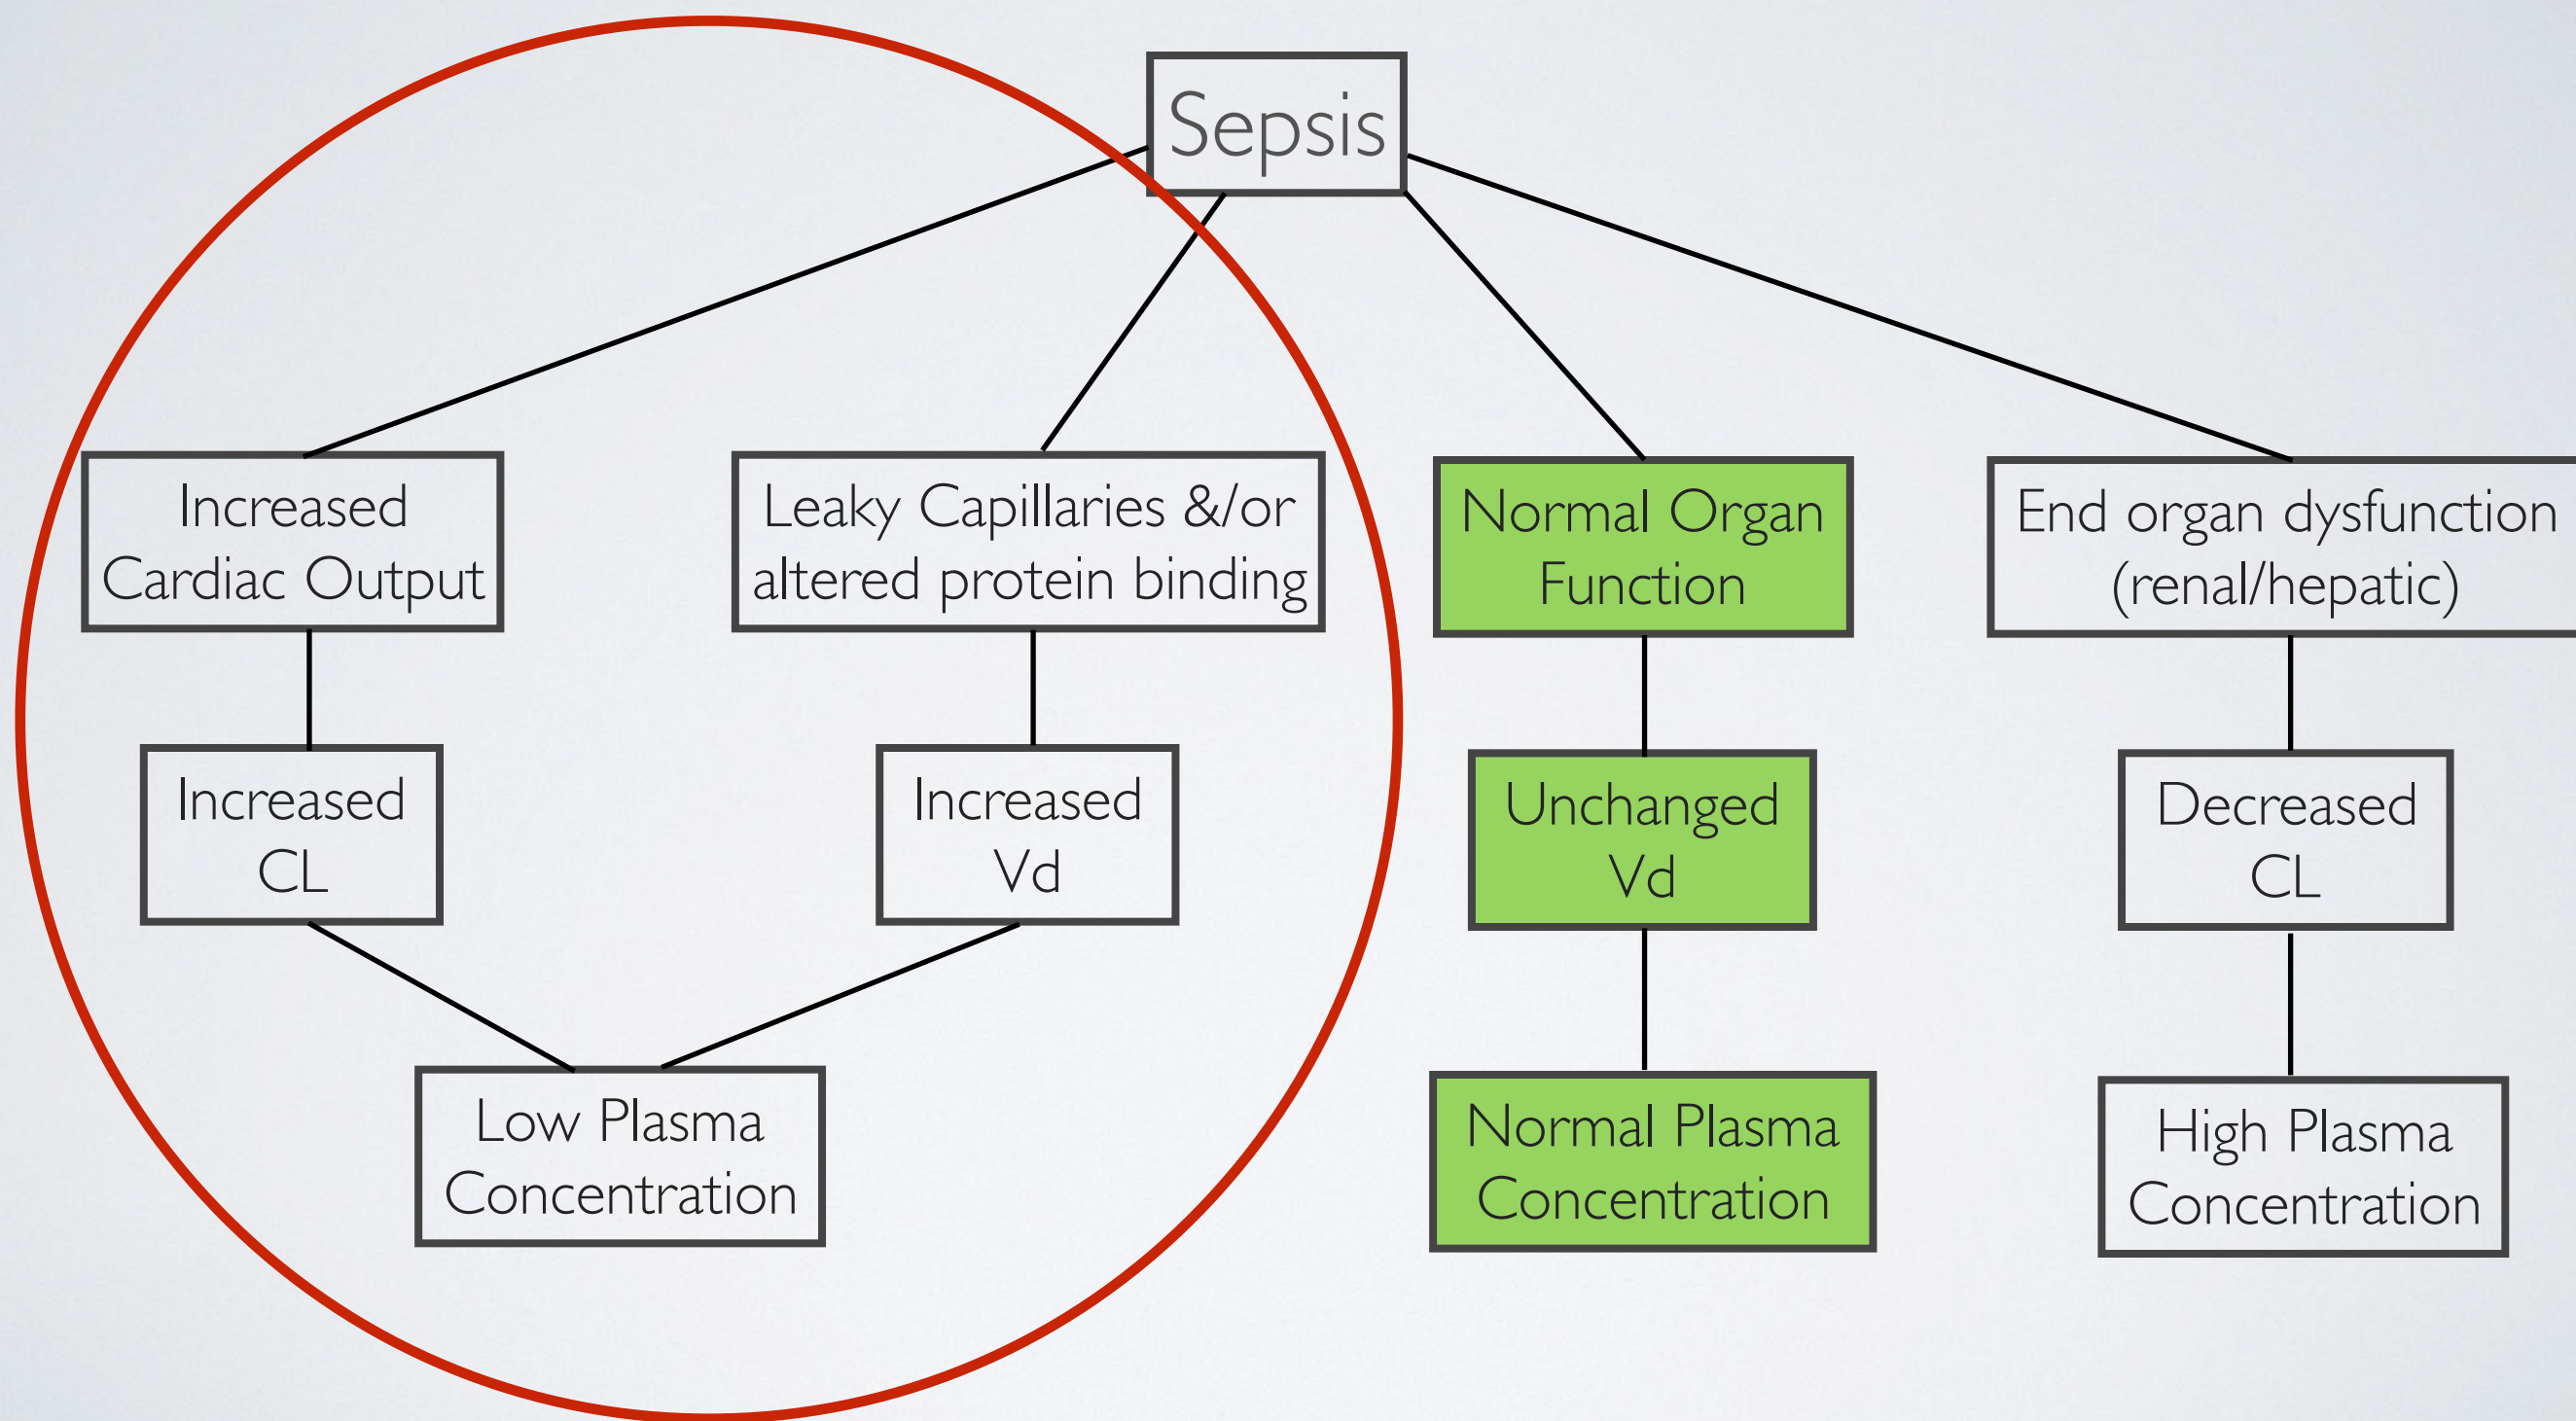 Sepsis
Increased
Cardiac Output
Leaky Capillaries &/or
altered protein binding
Normal Organ
Function
End organ dysfunction
(renal/hepatic)
Increased
CL
Increased
Vd
Unchanged
Vd
Decreased
CL
Low Plasma
Concentration
Normal Plasma
Concentration
High Plasma
Concentration